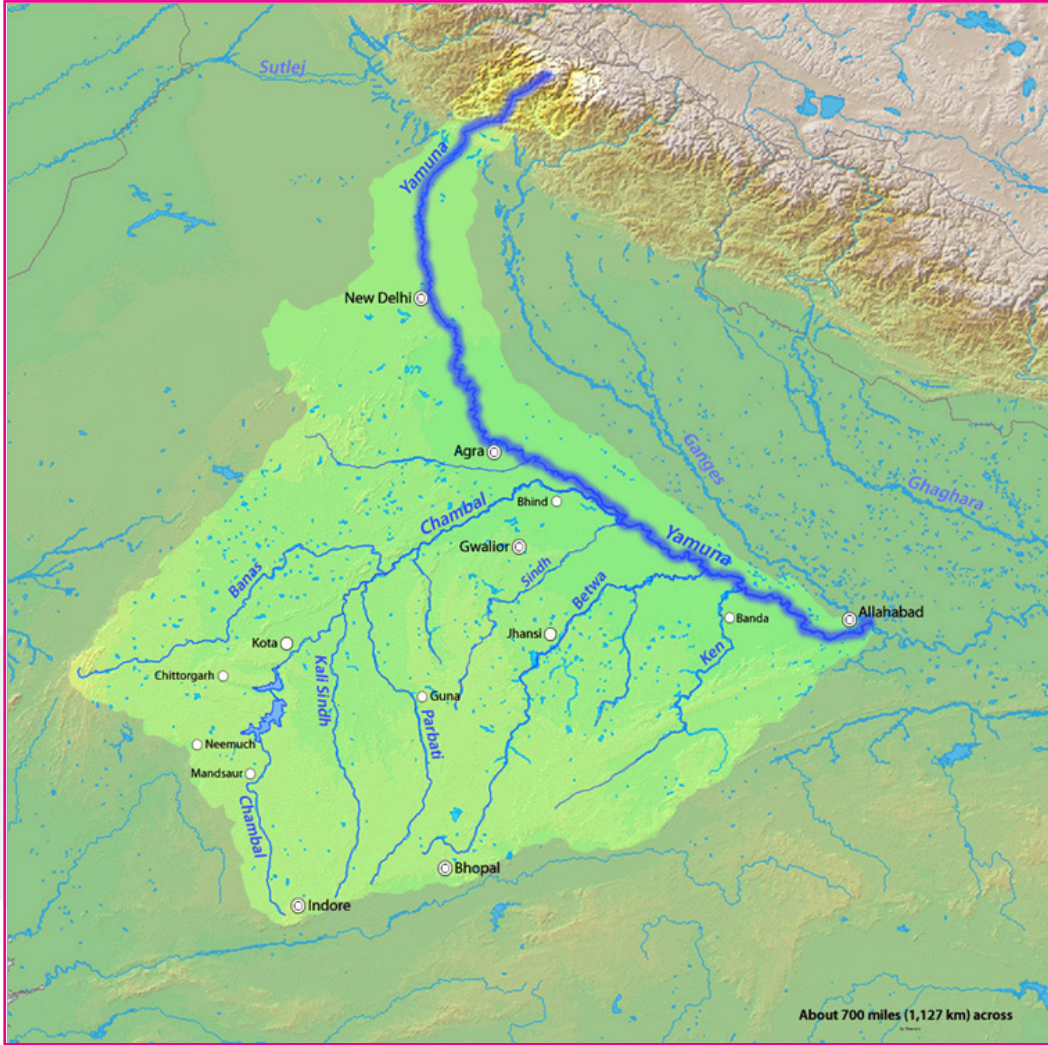 Sutlej
Yamuna
New Delhi
Agra
Ganges
Ghaghara
Chambal
Bhind
Yamuna
Gwalior
Sindh
Betwa
Banas
Allahabad
Banda
Jhansi
Kota
Ken
Chittorgarh
Kali Sindh
Guna
Parbati
Neemuch
Mandsaur
Chambal
Bhopal
Indore
About 700 miles (1,127 km) across